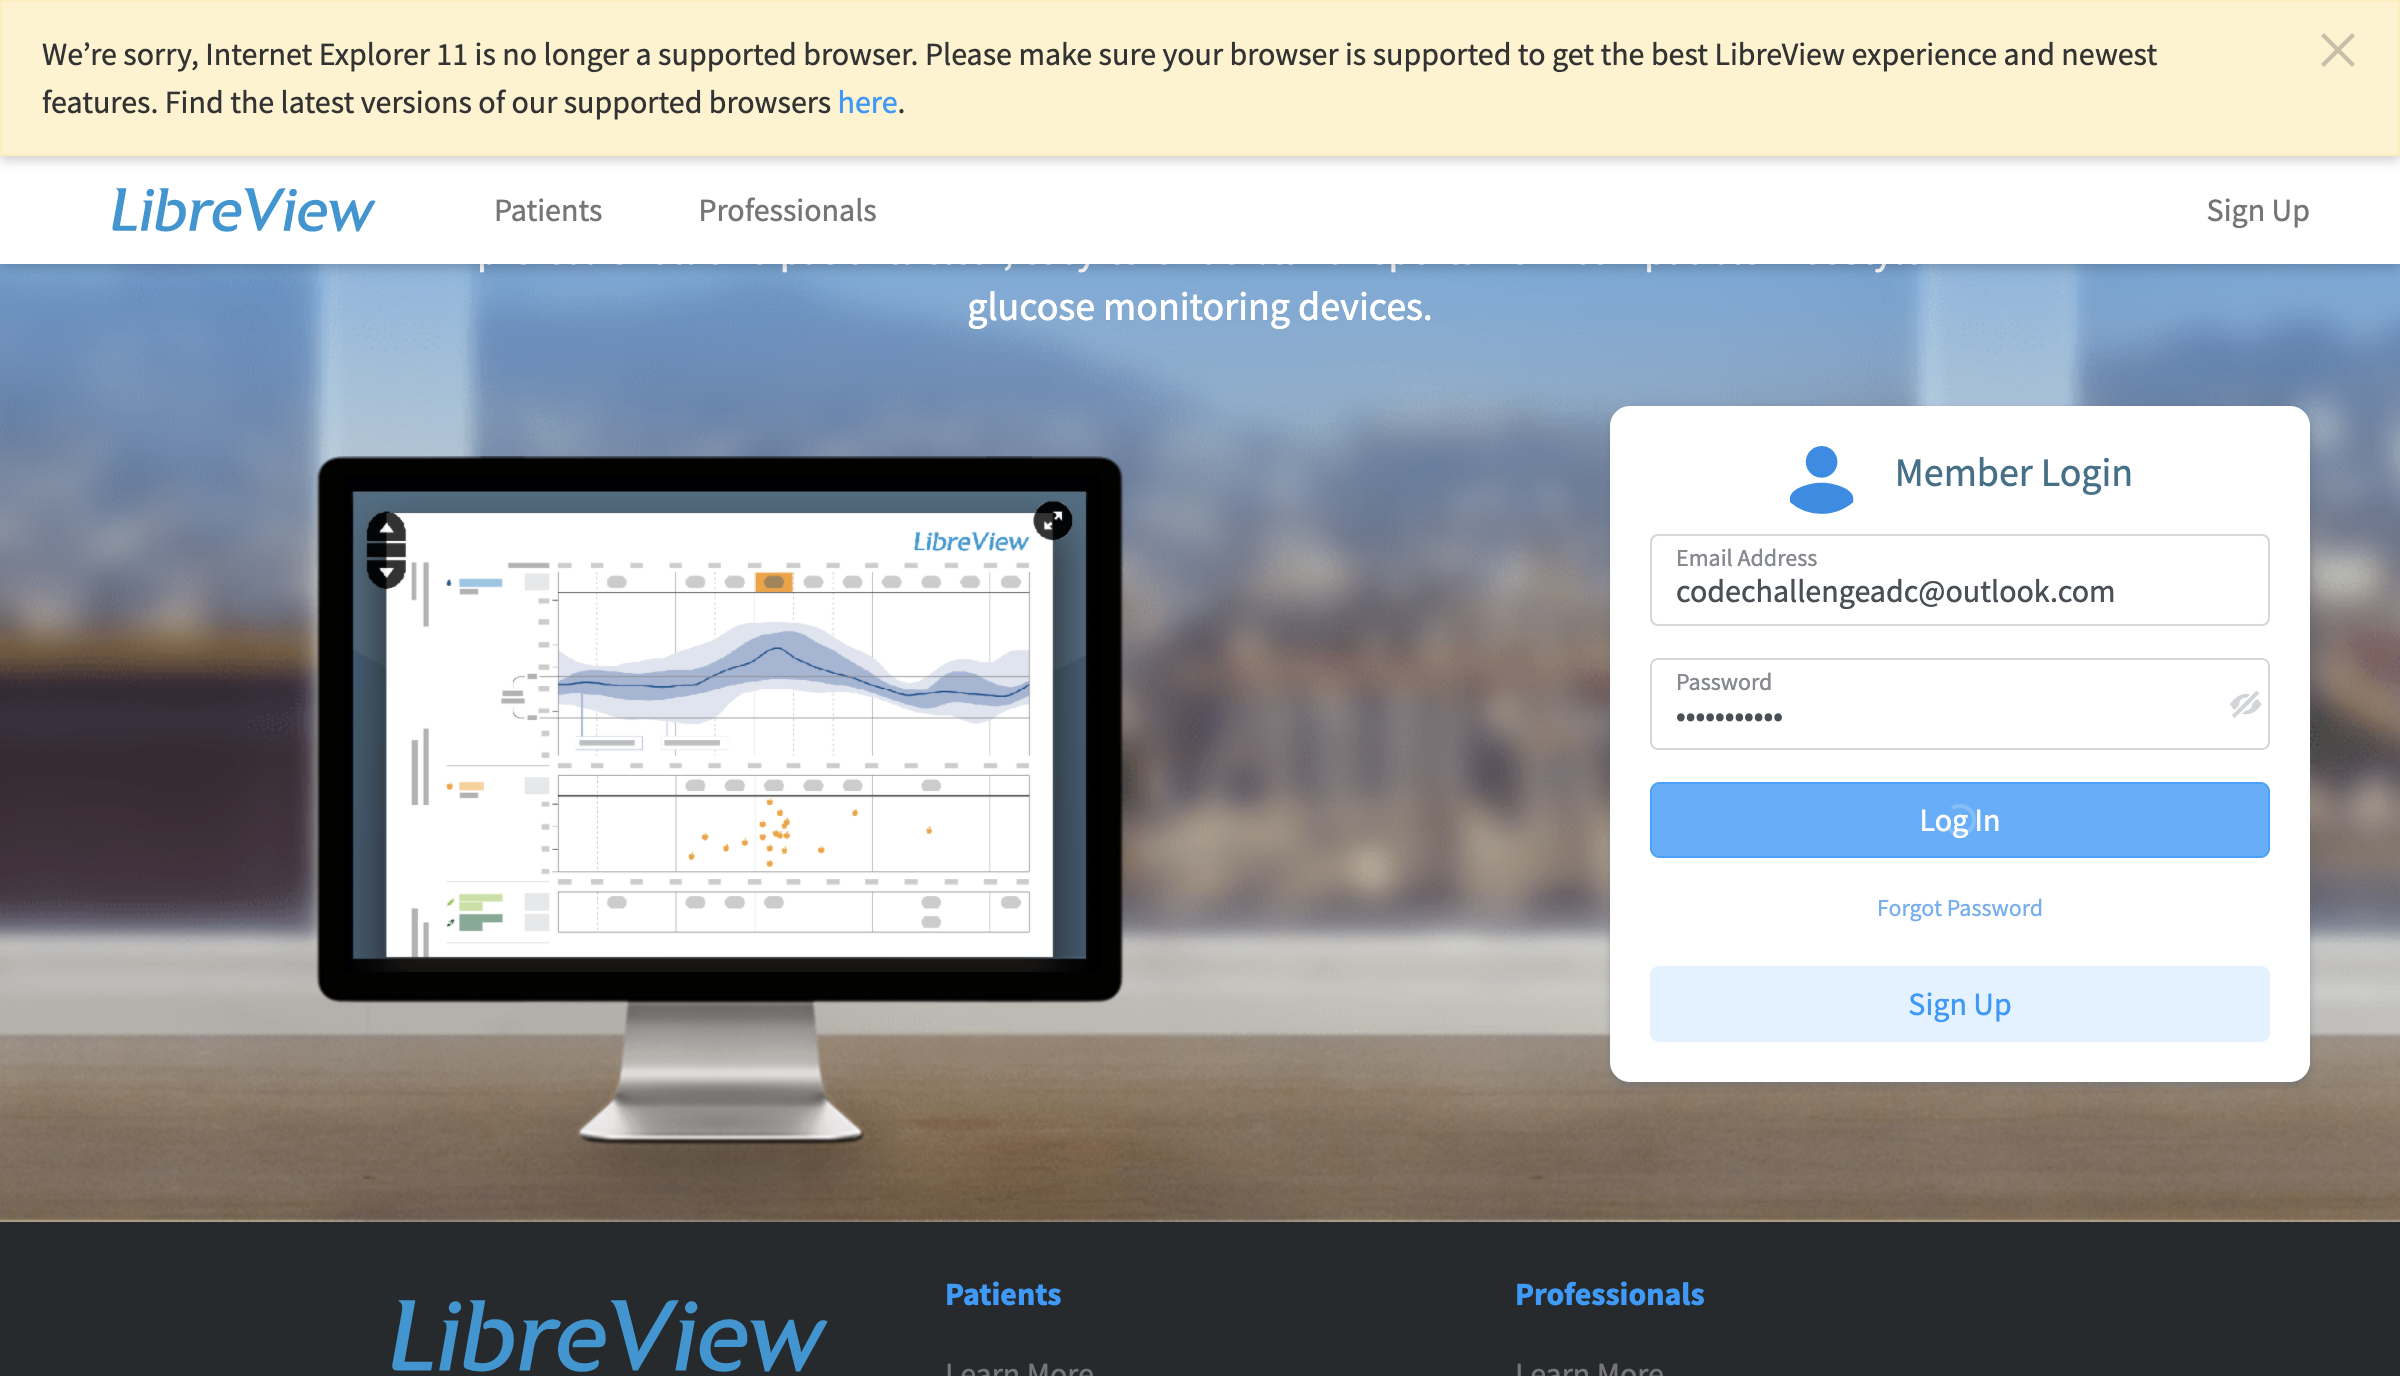 We’re sorry, Internet Explorer 11 is no longer a supported browser. Please make sure your browser is supported to get the best LibreView experience and newest
features. Find the latest versions of our supported browsers here.
LibreView
Patients
Professionals
Sign Up
glucose monitoring devices.
LibreView
Member Login
Email Address
codechallengeadc@outlook.com
Password
•••••••••••
Log In
Forgot Password
Sign Up
LibreView
Patients
Professionals
Learn More
Learn More